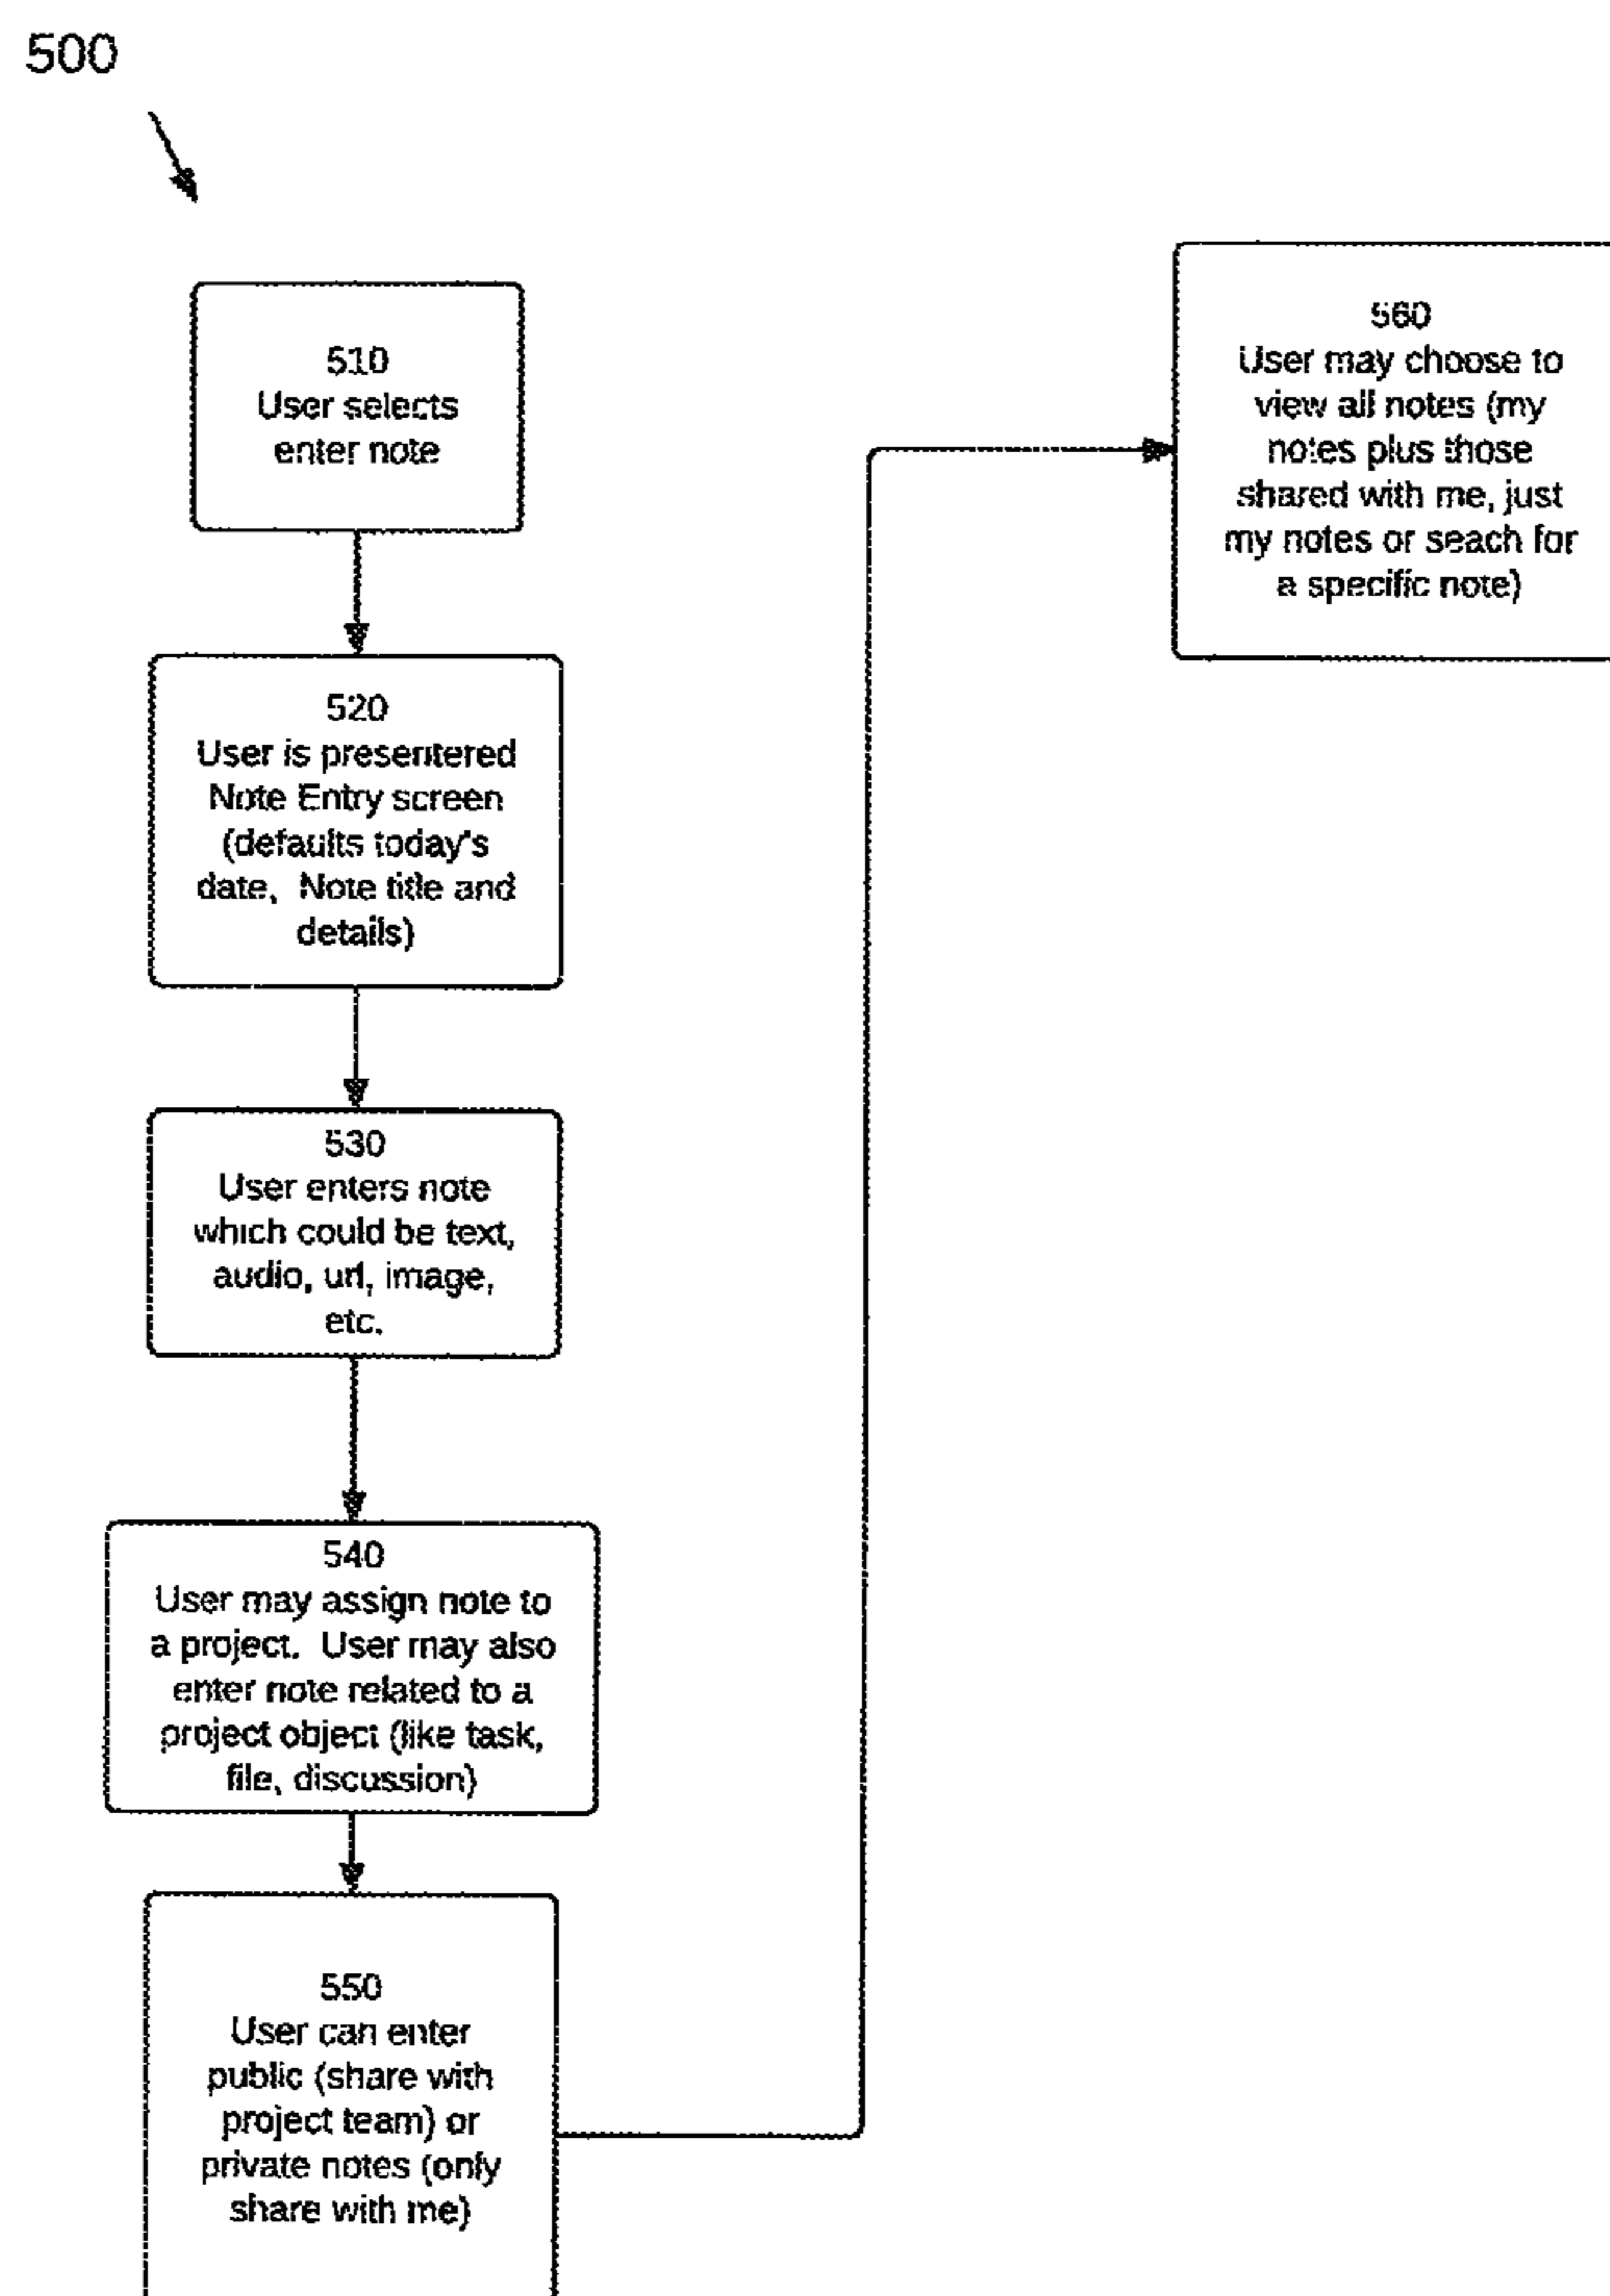 500
510
User selects
enter note
520
User is presentered
Note Entry screen
(defaults today's
date,  Note title and
details)
530
User enters note
which could be text,
audio, url, image,
etc.
540
User may assign note to
a project.  User may also
enter note related to a
project object (like task,
file, discussion)
550
User can enter
public (share with
project team) or
private notes (only
share with me)
560
User may choose to
view all notes (my
notes plus those
shared with me, just
my notes or seach for
a specific note)